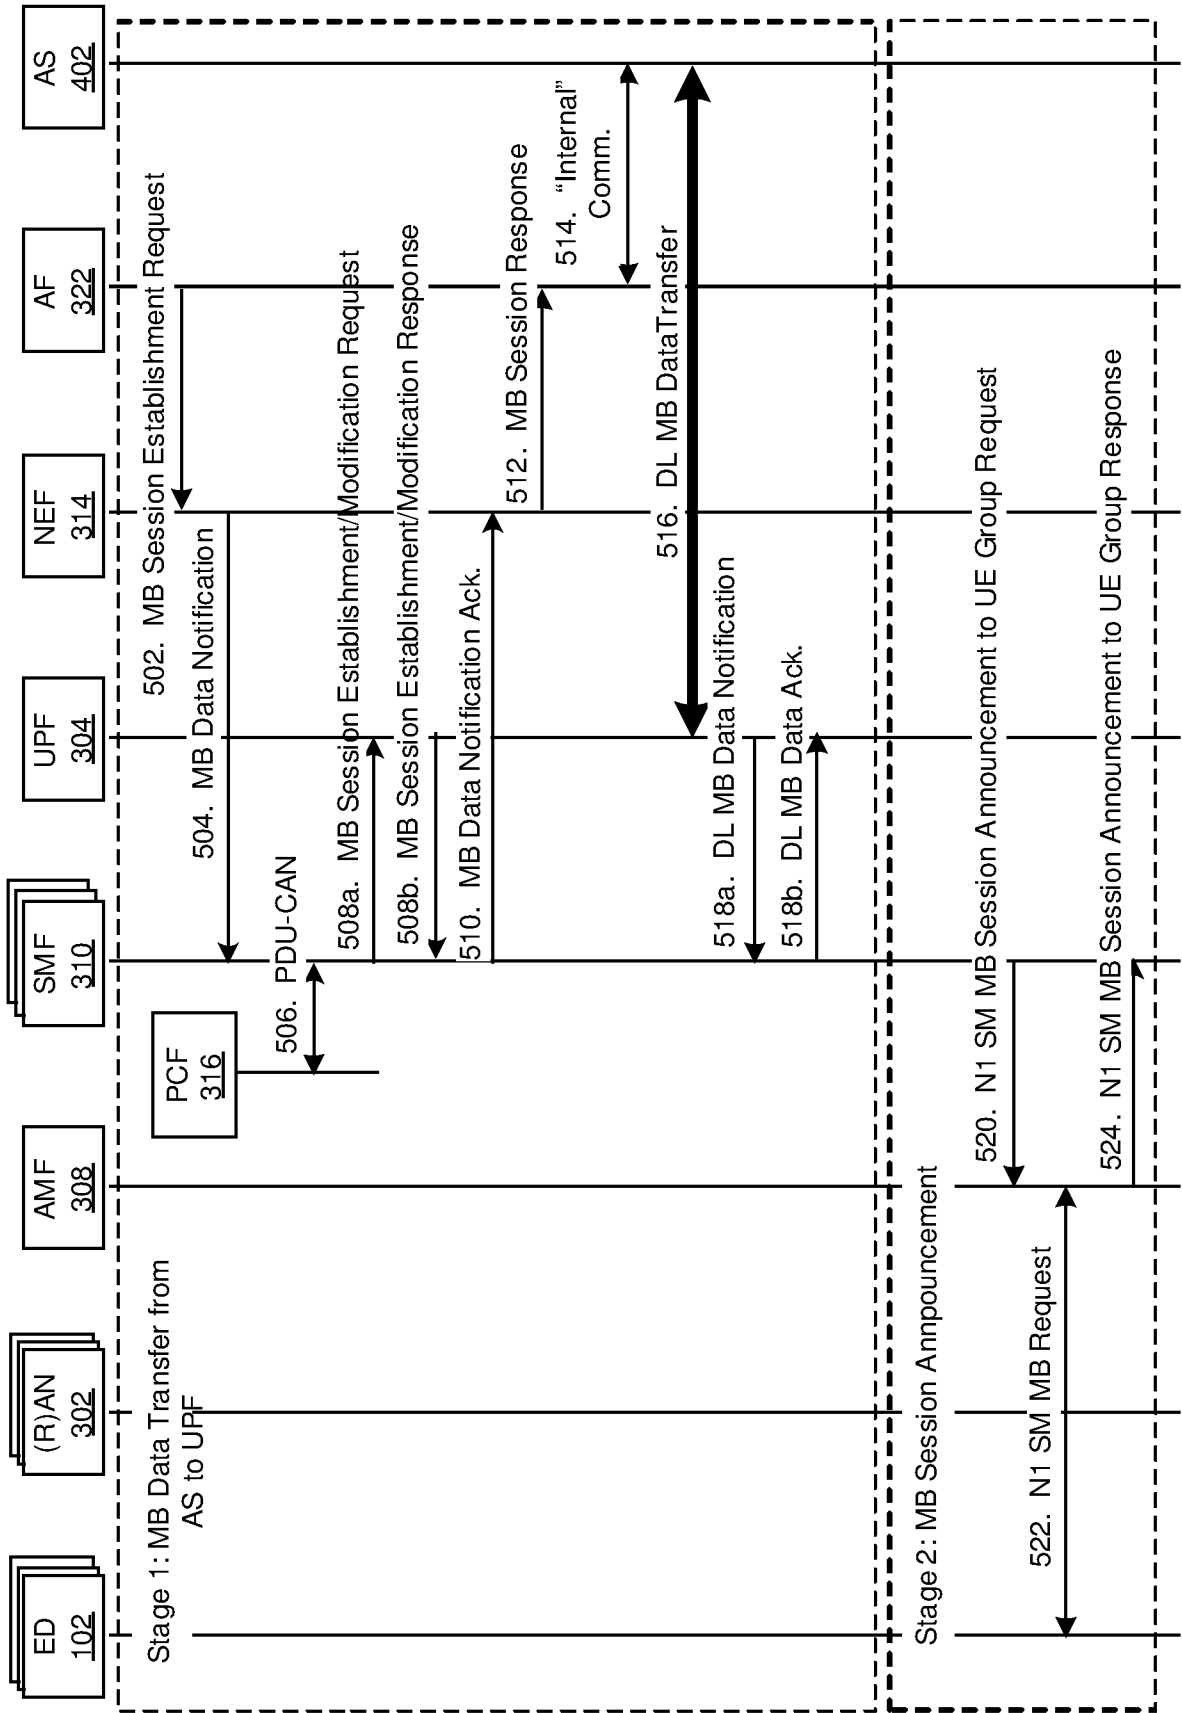 ED
102
(R)AN
302
AMF
308
SMF
310
UPF
304
NEF
314
AF
322
AS
402
PCF
316
Stage 1: MB Data Transfer from
AS to UPF
502. MB Session Establishment Request
504. MB Data Notification
506. PDU-CAN
508a. MB Session Establishment/Modification Request
508b. MB Session Establishment/Modification Response
510. MB Data Notification Ack.
512. MB Session Response
514. “Internal”
Comm.
516. DL MB DataTransfer
518a. DL MB Data Notification
518b. DL MB Data Ack.
Stage 2: MB Session Annpouncement
520. N1 SM MB Session Announcement to UE Group Request
522. N1 SM MB Request
524. N1 SM MB Session Announcement to UE Group Response